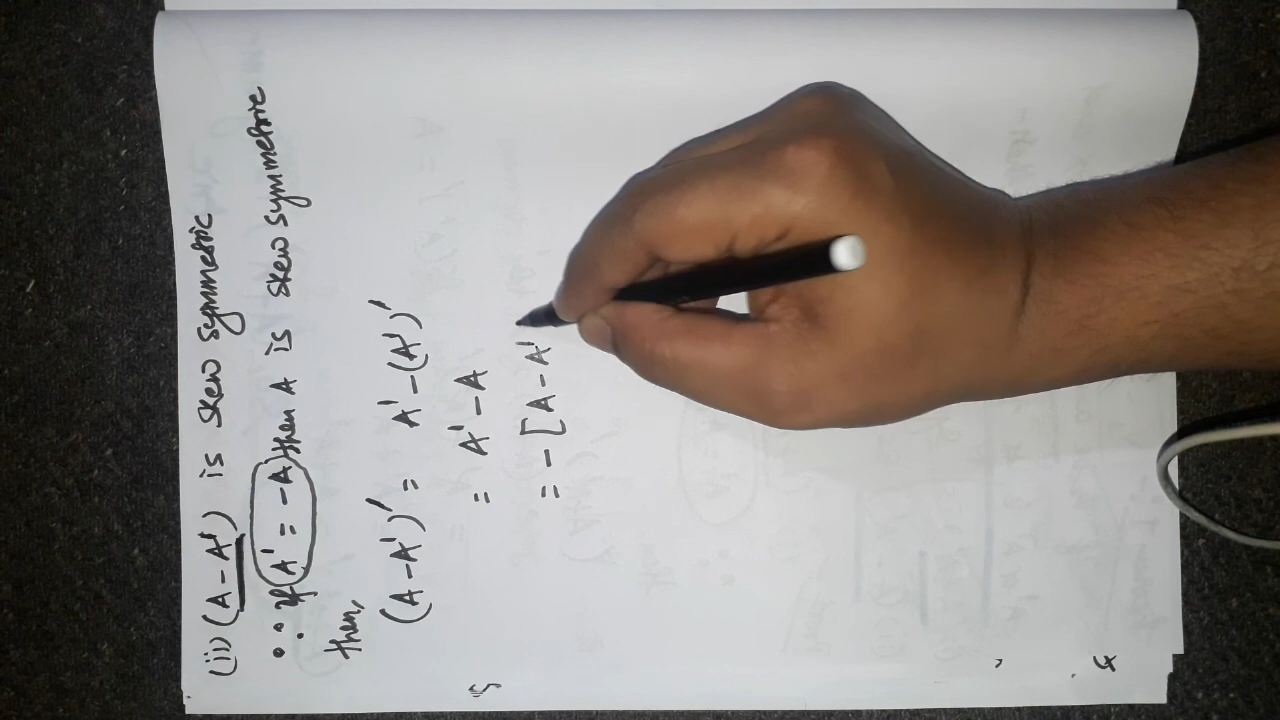 (ii) (A - A') is skew symmetric
∵ if A' = -A then A is skew symmetric
then,
(A - A')' = A' - (A')'
= A' - A
= - [A - A'